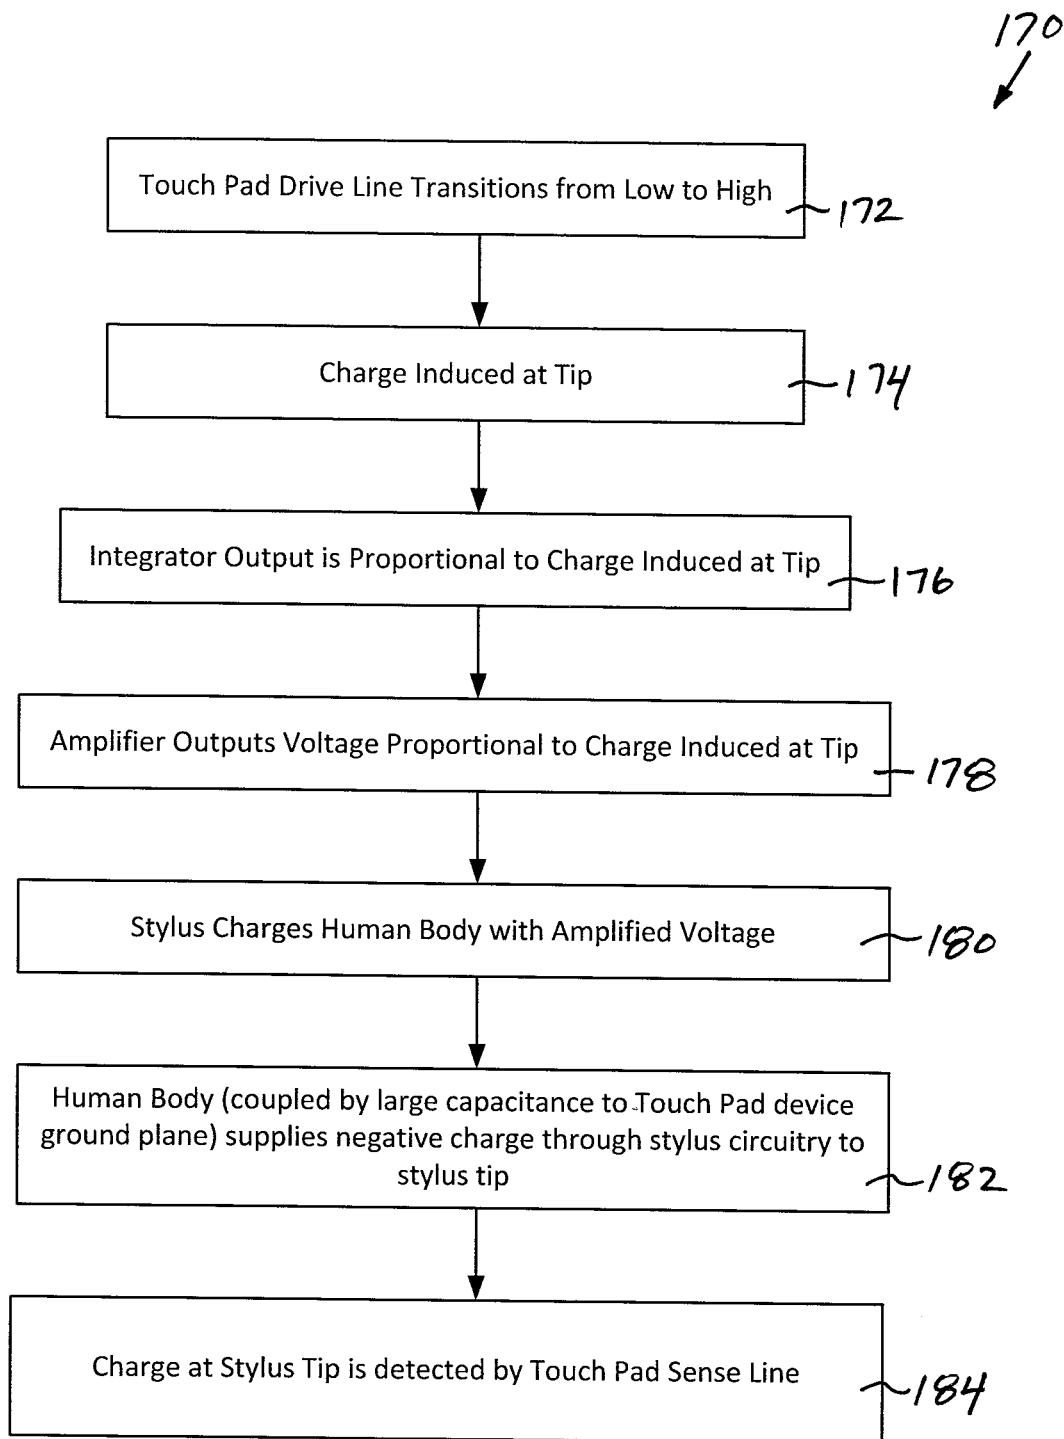 170
Touch Pad Drive Line Transitions from Low to High
172
Charge Induced at Tip
174
Integrator Output is Proportional to Charge Induced at Tip
176
Amplifier Outputs Voltage Proportional to Charge Induced at Tip
178
Stylus Charges Human Body with Amplified Voltage
180
Human Body (coupled by large capacitance to Touch Pad device
ground plane) supplies negative charge through stylus circuitry to
stylus tip
182
Charge at Stylus Tip is detected by Touch Pad Sense Line
184